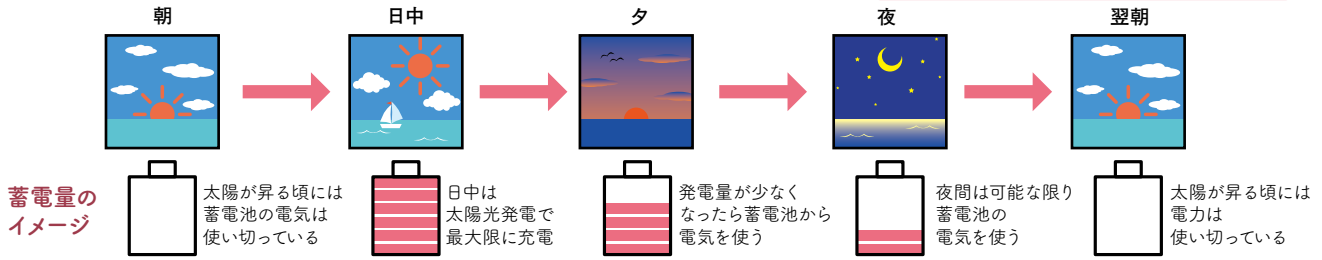 朝
日中
夕
夜
翌朝
蓄電量の
イメージ
太陽が昇る頃には
蓄電池の電気は
使い切っている
日中は
太陽光発電で
最大限に充電
発電量が少なく
なったら蓄電池から
電気を使う
夜間は可能な限り
蓄電池の
電気を使う
太陽が昇る頃には
電力は
使い切っている